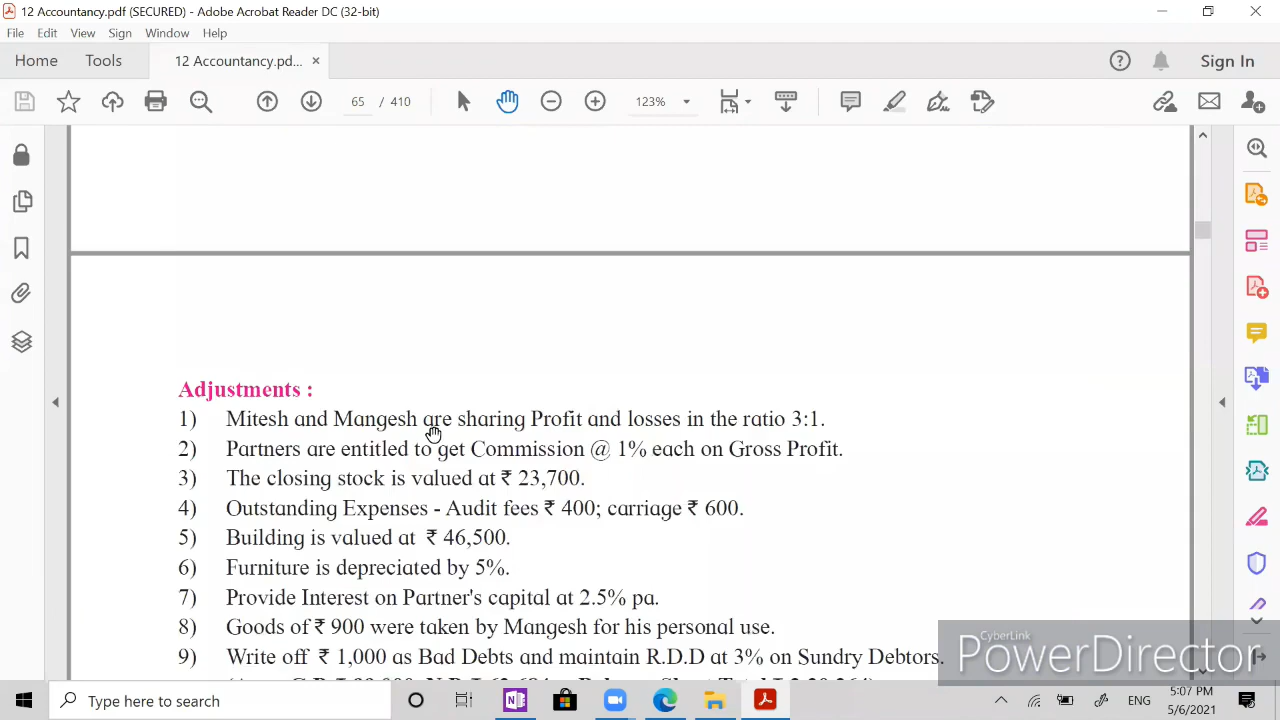 12 Accountancy.pdf (SECURED) - Adobe Acrobat Reader DC (32-bit)
File Edit View Sign Window Help
Home Tools 12 Accountancy.pd... × Sign In
65 / 410 123%
Adjustments :
1) Mitesh and Mangesh are sharing Profit and losses in the ratio 3:1.
2) Partners are entitled to get Commission @ 1% each on Gross Profit.
3) The closing stock is valued at ₹ 23,700.
4) Outstanding Expenses - Audit fees ₹ 400; carriage ₹ 600.
5) Building is valued at ₹ 46,500.
6) Furniture is depreciated by 5%.
7) Provide Interest on Partner's capital at 2.5% pa.
8) Goods of ₹ 900 were taken by Mangesh for his personal use.
9) Write off ₹ 1,000 as Bad Debts and maintain R.D.D at 3% on Sundry Debtors.
CyberLink
PowerDirector
Type here to search
ENG
5:07 PM
5/6/2021